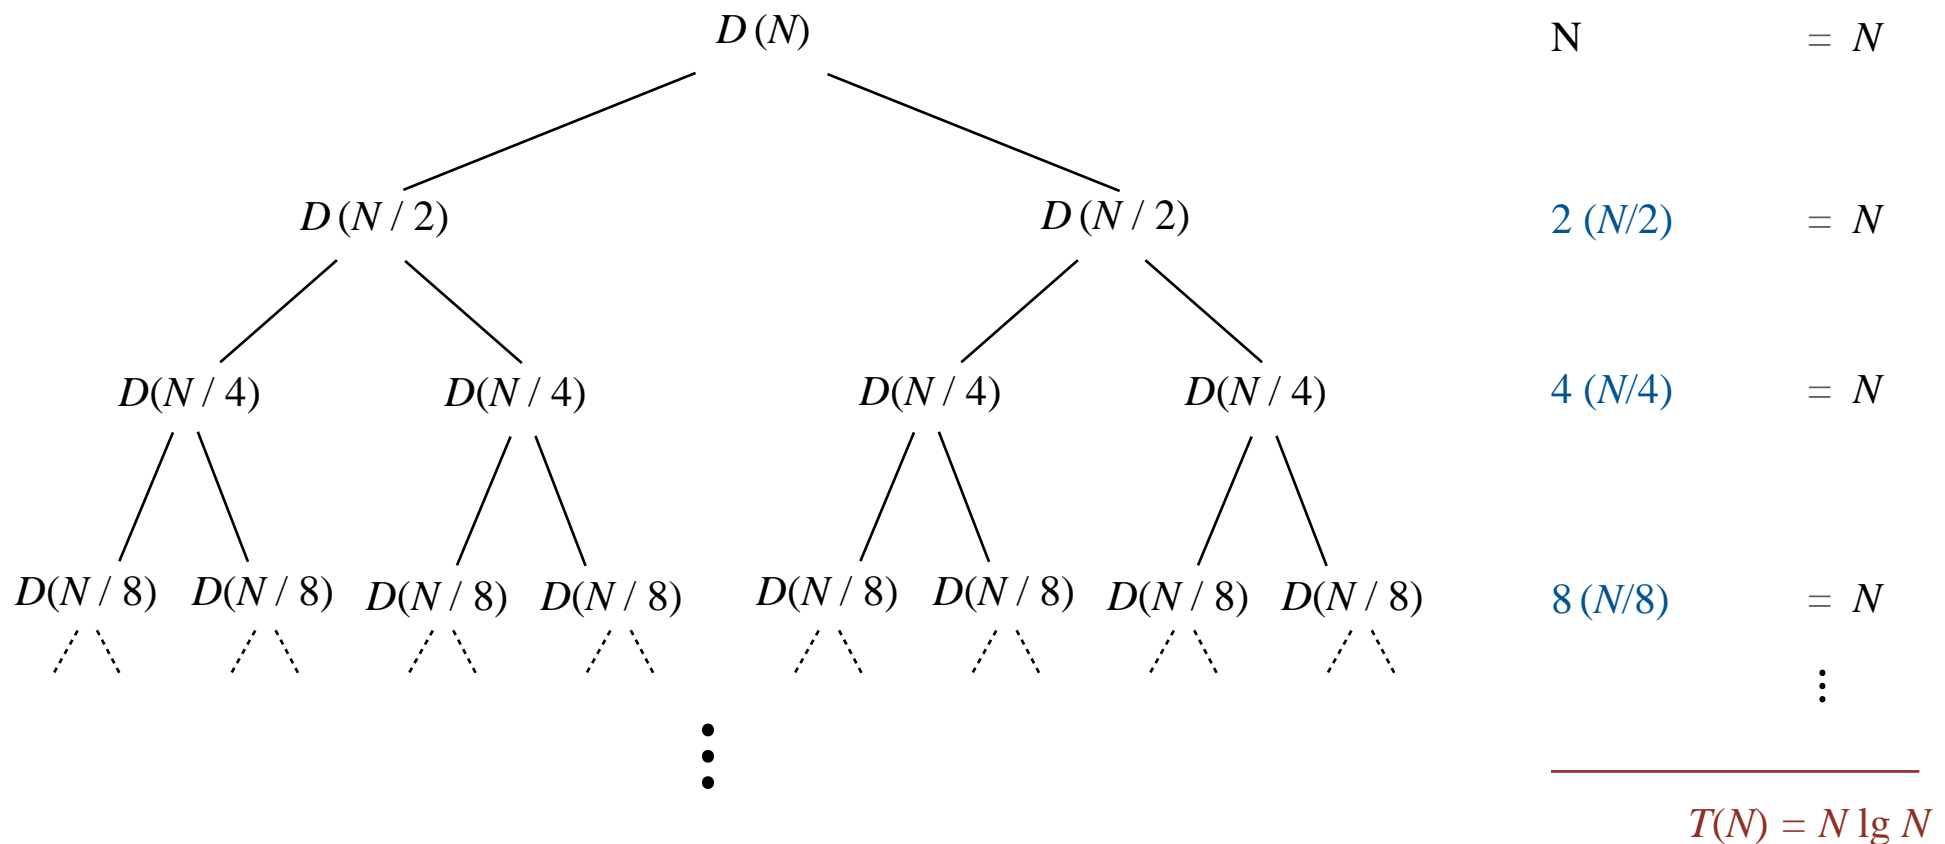 D (N) N = N
D (N / 2) D (N / 2) 2 (N/2) = N
D(N / 4) D(N / 4) D(N / 4) D(N / 4) 4 (N/4) = N
D(N / 8) D(N / 8) D(N / 8) D(N / 8) D(N / 8) D(N / 8) D(N / 8) D(N / 8) 8 (N/8) = N
T(N) = N lg N